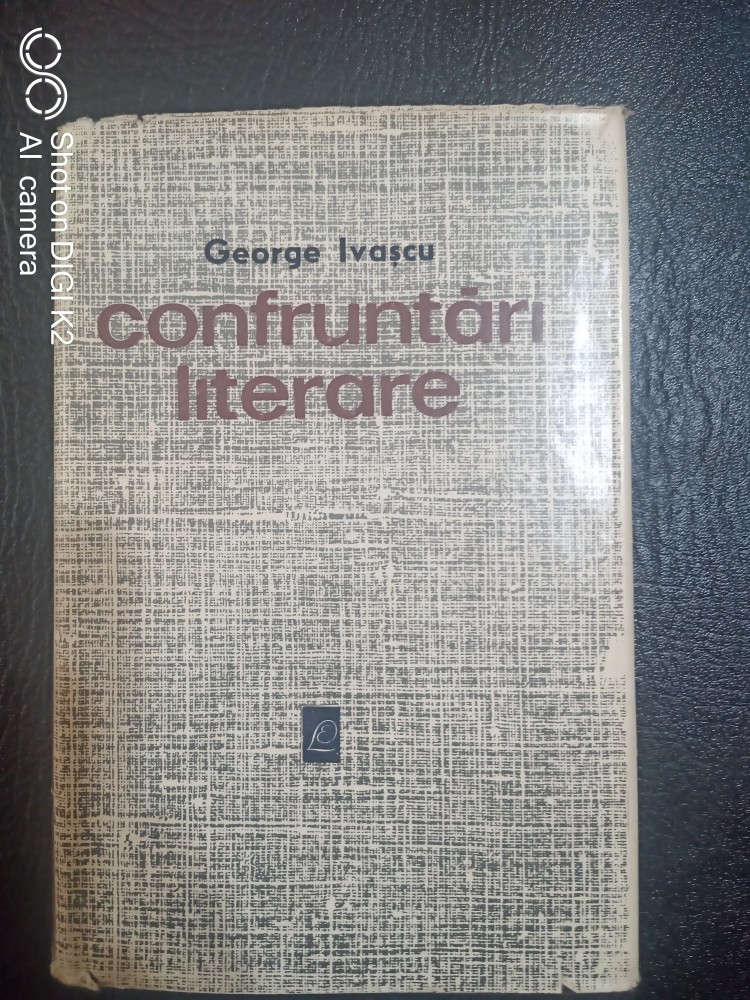 George Ivașcu
confruntări
literare
Shot on DIGI K2
AI camera